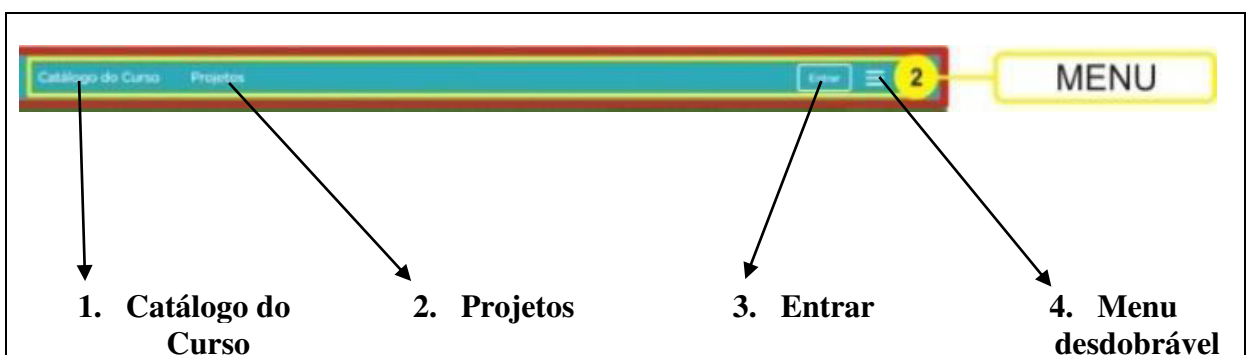 Catálogo do Curso Projetos Entrar 2 MENU
1. Catálogo do Curso
2. Projetos
3. Entrar
4. Menu desdobrável